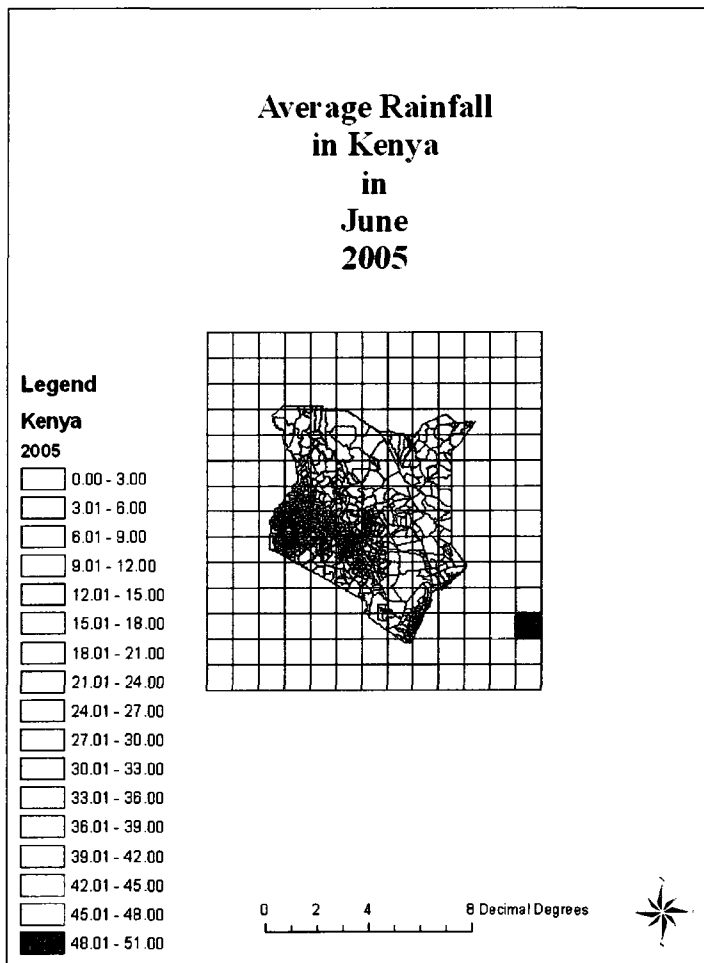 Average Rainfall
in Kenya
in
June
2005
Legend
Kenya
2005
0.00 - 3.00
3.01 - 6.00
6.01 - 9.00
9.01 - 12.00
12.01 - 15.00
15.01 - 18.00
18.01 - 21.00
21.01 - 24.00
24.01 - 27.00
27.01 - 30.00
30.01 - 33.00
33.01 - 36.00
36.01 - 39.00
39.01 - 42.00
42.01 - 45.00
45.01 - 48.00
48.01 - 51.00
0 2 4 8 Decimal Degrees